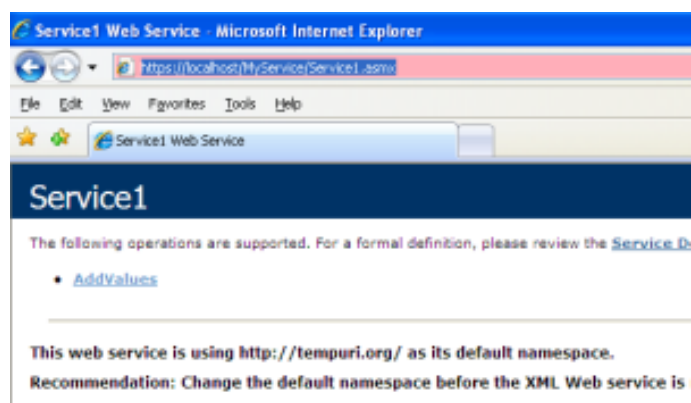 Service1 Web Service - Microsoft Internet Explorer
https://localhost/MyService/Service1.asmx
File Edit View Favorites Tools Help
Service1 Web Service
Service1
The following operations are supported. For a formal definition, please review the Service D
AddValues
This web service is using http://tempuri.org/ as its default namespace.
Recommendation: Change the default namespace before the XML Web service is